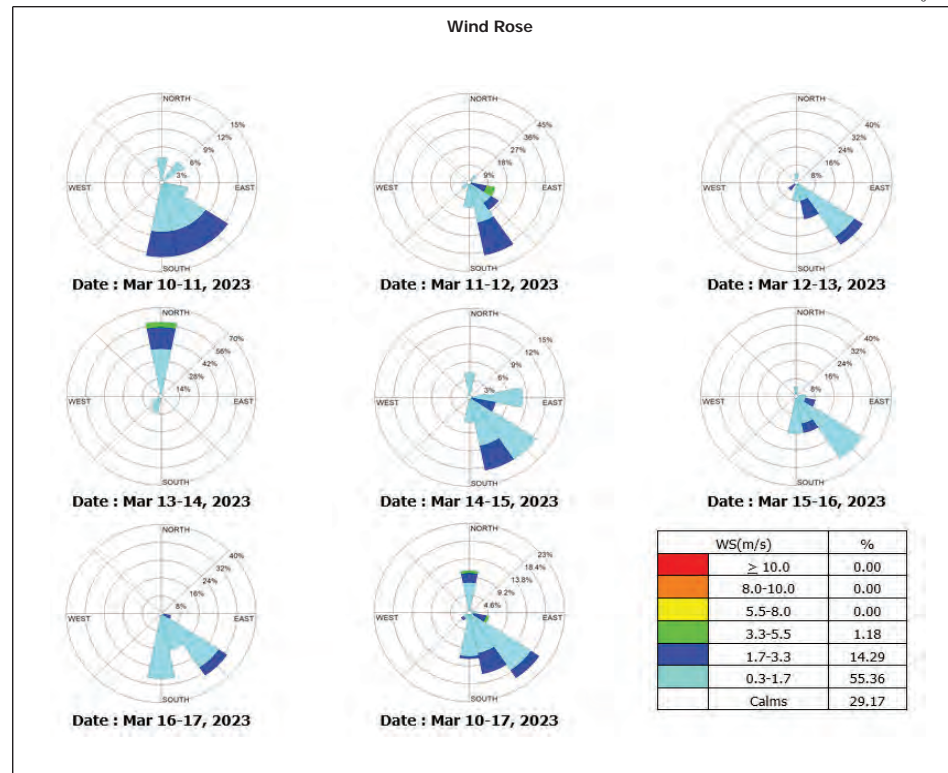 Wind Rose
NORTH
15%
12%
9%
6%
3%
WEST
EAST
SOUTH
Date : Mar 10-11, 2023
NORTH
45%
36%
27%
18%
9%
WEST
EAST
SOUTH
Date : Mar 11-12, 2023
NORTH
40%
32%
24%
16%
8%
WEST
EAST
SOUTH
Date : Mar 12-13, 2023
NORTH
70%
56%
42%
28%
14%
WEST
EAST
SOUTH
Date : Mar 13-14, 2023
NORTH
15%
12%
9%
6%
3%
WEST
EAST
SOUTH
Date : Mar 14-15, 2023
NORTH
40%
32%
24%
16%
8%
WEST
EAST
SOUTH
Date : Mar 15-16, 2023
NORTH
40%
32%
24%
16%
8%
WEST
EAST
SOUTH
Date : Mar 16-17, 2023
NORTH
23%
18.4%
13.8%
9.2%
4.6%
WEST
EAST
SOUTH
Date : Mar 10-17, 2023
WS(m/s) %
≥ 10.0 0.00
8.0-10.0 0.00
5.5-8.0 0.00
3.3-5.5 1.18
1.7-3.3 14.29
0.3-1.7 55.36
Calms 29.17